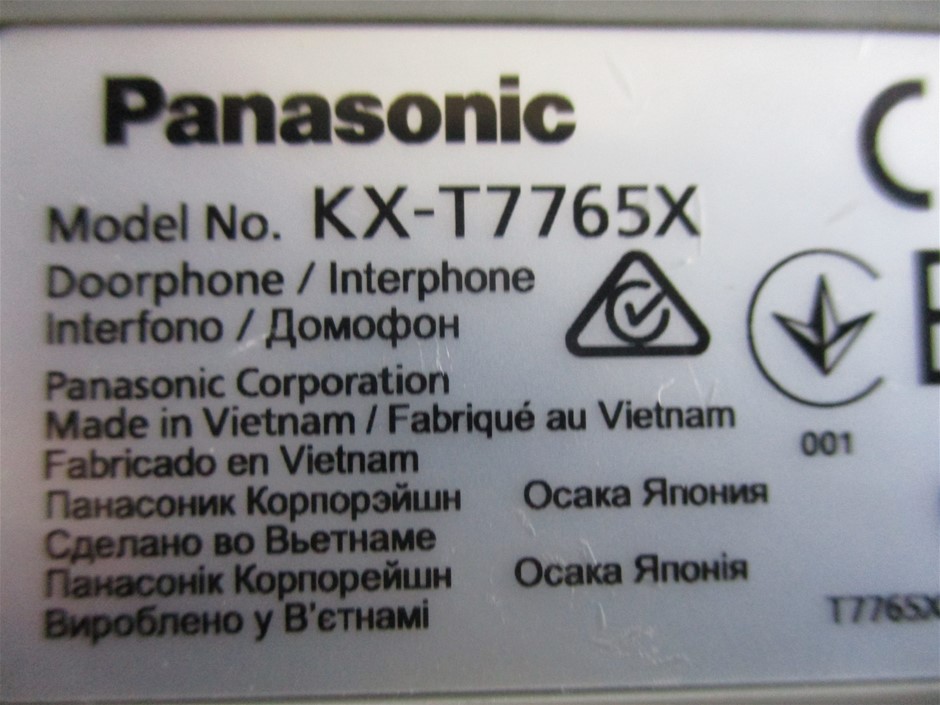 Panasonic
Model No. KX-T7765X
Doorphone / Interphone
Interfono / Домофон
Panasonic Corporation
Made in Vietnam / Fabriqué au Vietnam
Fabricado en Vietnam
001
Панасоник Корпорэйшн Осака Япония
Сделано во Вьетнаме
Панасонік Корпорейшн Осака Японія
Вироблено у В'єтнамі
T7765X